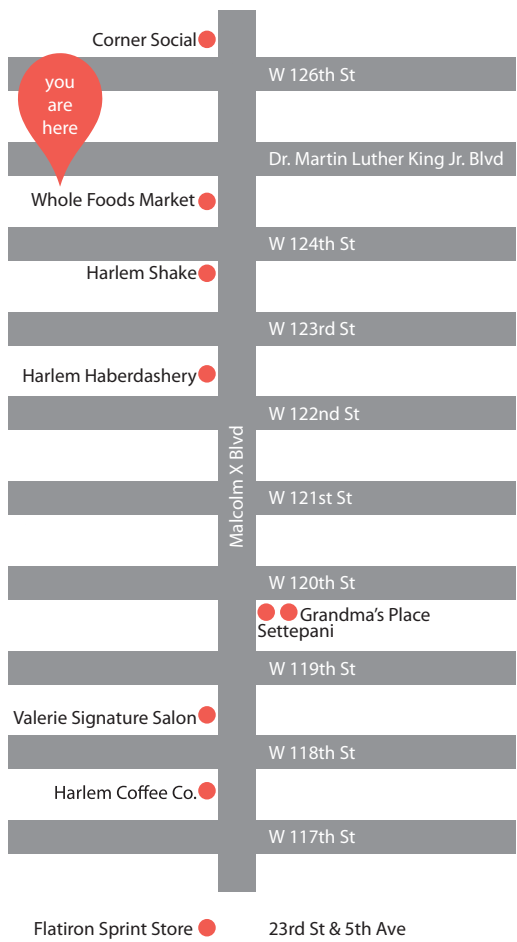 Corner Social
W 126th St
you
are
here
Dr. Martin Luther King Jr. Blvd
Whole Foods Market
W 124th St
Harlem Shake
W 123rd St
Harlem Haberdashery
W 122nd St
Malcolm X Blvd
W 121st St
W 120th St
Grandma's Place
Settepani
W 119th St
Valerie Signature Salon
W 118th St
Harlem Coffee Co.
W 117th St
Flatiron Sprint Store 23rd St & 5th Ave